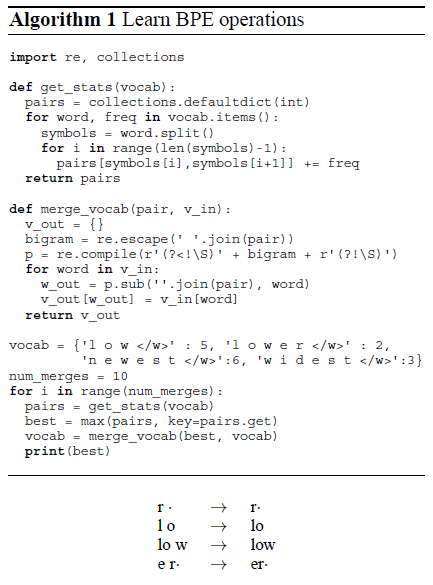 Algorithm 1 Learn BPE operations
import re, collections
def get_stats(vocab):
  pairs = collections.defaultdict(int)
  for word, freq in vocab.items():
    symbols = word.split()
    for i in range(len(symbols)-1):
      pairs[symbols[i],symbols[i+1]] += freq
  return pairs
def merge_vocab(pair, v_in):
  v_out = {}
  bigram = re.escape(' '.join(pair))
  p = re.compile(r'(?<!\S)' + bigram + r'(?!\S)')
  for word in v_in:
    w_out = p.sub(''.join(pair), word)
    v_out[w_out] = v_in[word]
  return v_out
vocab = {'l o w </w>' : 5, 'l o w e r </w>' : 2,
         'n e w e s t </w>':6, 'w i d e s t </w>':3}
num_merges = 10
for i in range(num_merges):
  pairs = get_stats(vocab)
  best = max(pairs, key=pairs.get)
  vocab = merge_vocab(best, vocab)
  print(best)
r · → r·
l o → lo
lo w → low
e r· → er·